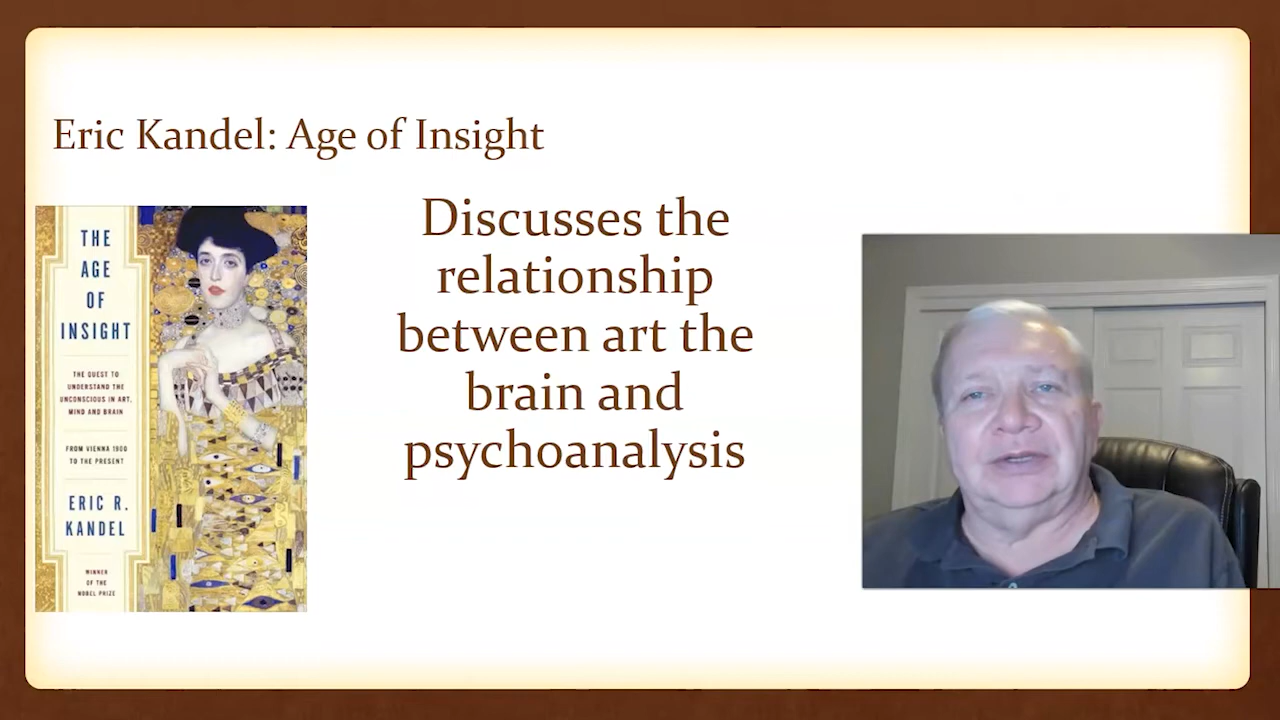 Eric Kandel: Age of Insight
Discusses the
relationship
between art the
brain and
psychoanalysis
THE
AGE
OF
INSIGHT
THE QUEST TO
UNDERSTAND THE
UNCONSCIOUS IN ART,
MIND AND BRAIN
FROM VIENNA 1900
TO THE PRESENT
ERIC R.
KANDEL
WINNER
OF THE
NOBEL PRIZE